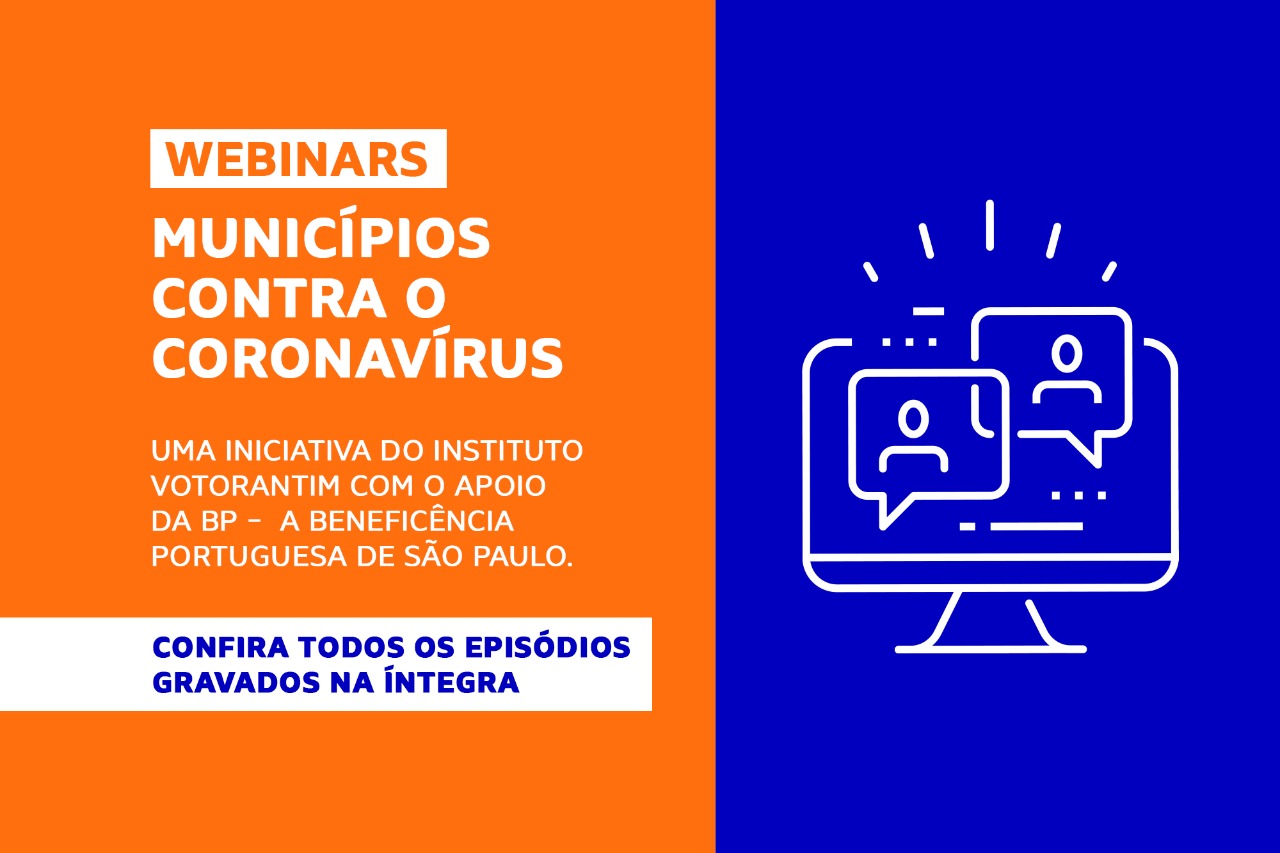 WEBINARS
MUNICÍPIOS
CONTRA O
CORONAVÍRUS
UMA INICIATIVA DO INSTITUTO
VOTORANTIM COM O APOIO
DA BP – A BENEFICÊNCIA
PORTUGUESA DE SÃO PAULO.
CONFIRA TODOS OS EPISÓDIOS
GRAVADOS NA ÍNTEGRA